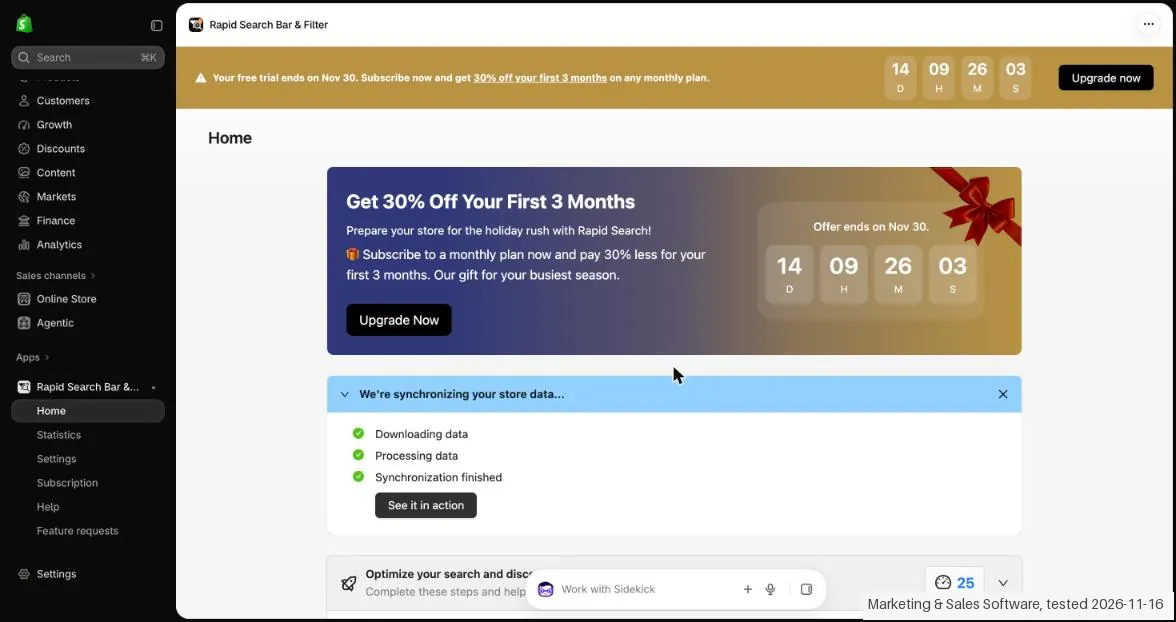 Rapid Search Bar & Filter
Search ⌘K
Customers
Growth
Discounts
Content
Markets
Finance
Analytics
Sales channels
Online Store
Agentic
Apps
Rapid Search Bar &...
Home
Statistics
Settings
Subscription
Help
Feature requests
Settings
Your free trial ends on Nov 30. Subscribe now and get 30% off your first 3 months on any monthly plan.
14 09 26 03
D H M S
Upgrade now
Home
Get 30% Off Your First 3 Months
Prepare your store for the holiday rush with Rapid Search!
🎁 Subscribe to a monthly plan now and pay 30% less for your
first 3 months. Our gift for your busiest season.
Upgrade Now
Offer ends on Nov 30.
14 09 26 03
D H M S
We're synchronizing your store data...
Downloading data
Processing data
Synchronization finished
See it in action
Optimize your search and disc
Complete these steps and help
25
Work with Sidekick
Marketing & Sales Software, tested 2026-11-16